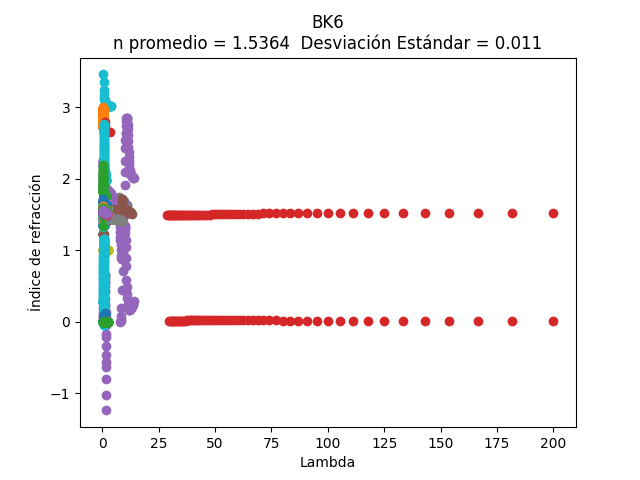 BK6
n promedio = 1.5364  Desviación Estándar = 0.011
Índice de refracción
3
2
1
0
−1
0 25 50 75 100 125 150 175 200
Lambda